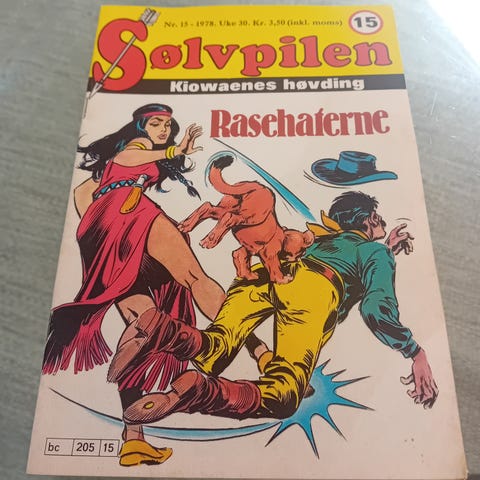 Nr. 15 - 1978. Uke 30. Kr. 3,50 (inkl. moms)
15
Sølvpilen
Kiowaenes høvding
Rasehaterne
bc 205 15